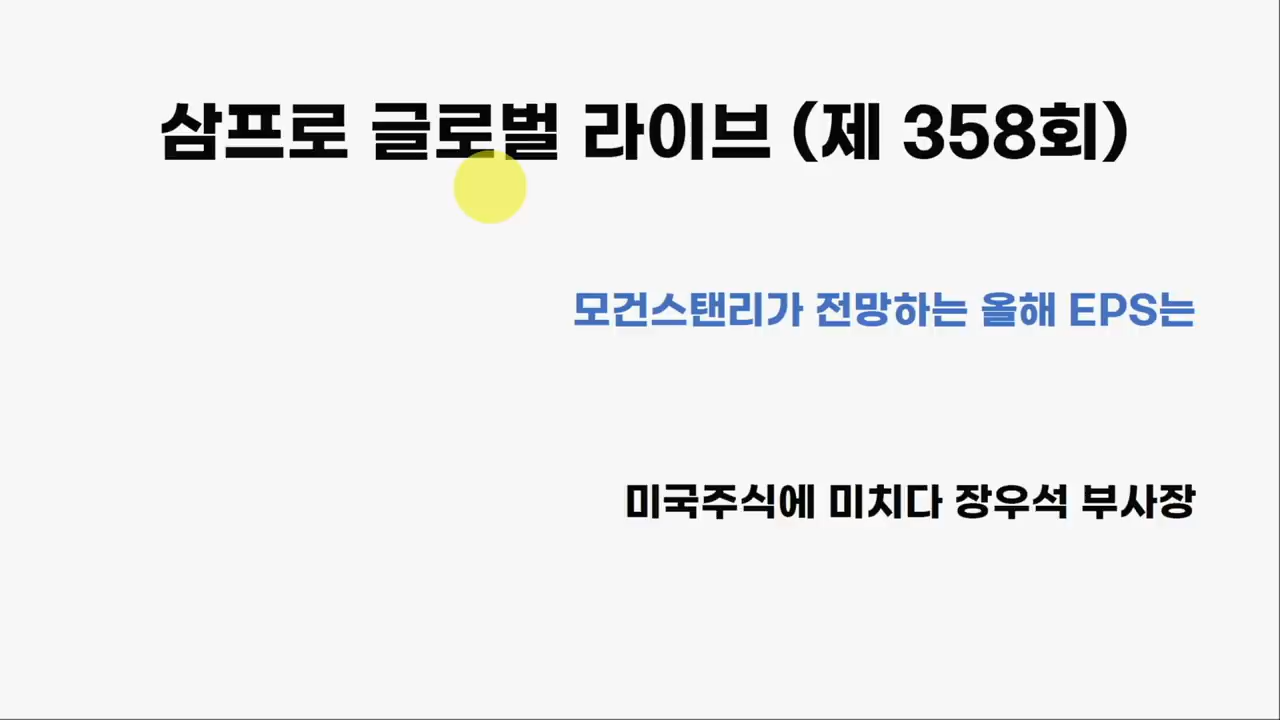 삼프로 글로벌 라이브 (제 358회)
모건스탠리가 전망하는 올해 EPS는
미국주식에 미치다 장우석 부사장